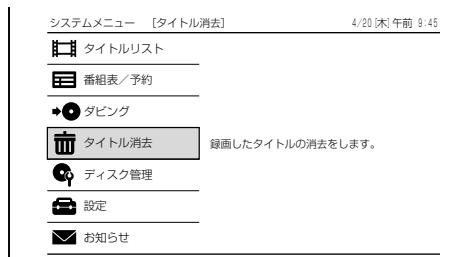 システムメニュー [タイトル消去] 4/20[木]午前 9:45
タイトルリスト
番組表／予約
ダビング
タイトル消去 録画したタイトルの消去をします。
ディスク管理
設定
お知らせ